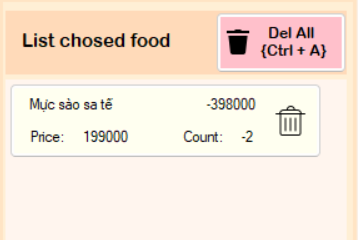 List chosed food
Del All
{Ctrl + A}
Mực sào sa tế -398000
Price: 199000 Count: -2